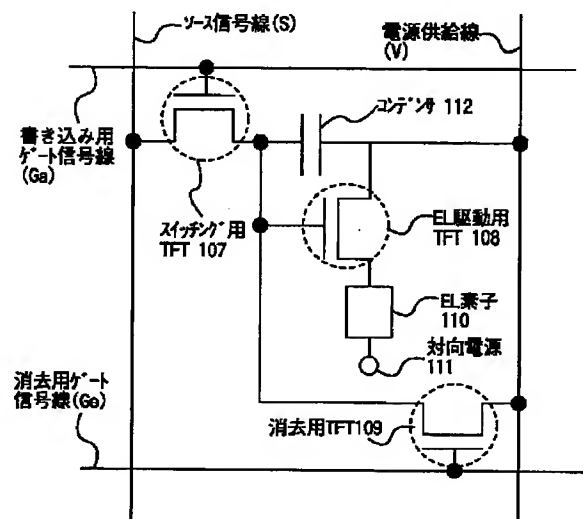 ソース信号線(S)
電源供給線
(V)
コンデンサ 112
書き込み用
ゲート信号線
(Ga)
スイッチング用
TFT 107
EL駆動用
TFT 108
EL素子
110
対向電源
111
消去用ゲート
信号線(Ge)
消去用TFT109